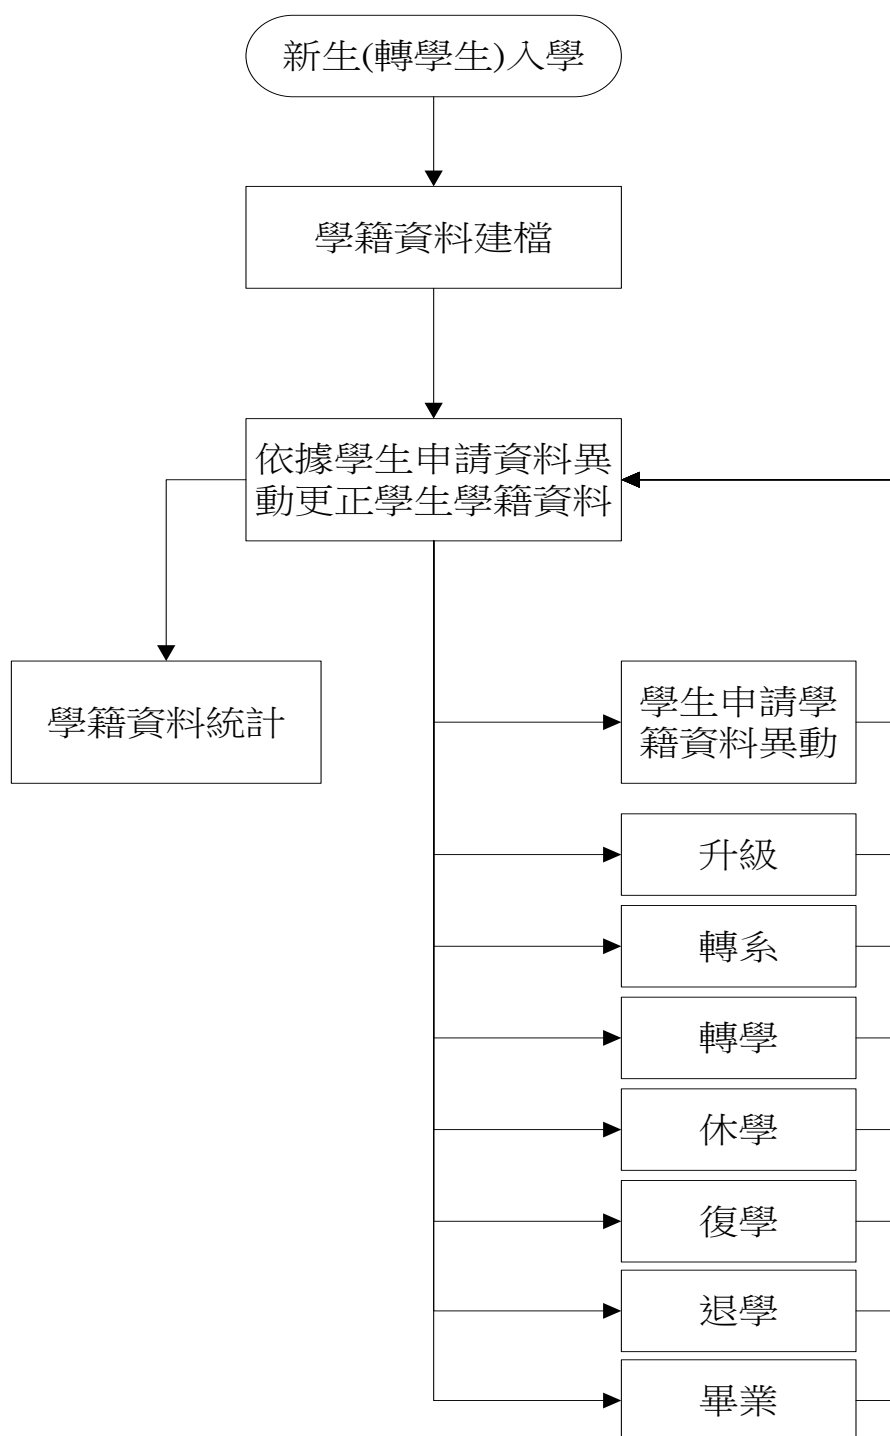 新生(轉學生)入學
學籍資料建檔
依據學生申請資料異
動更正學生學籍資料
學籍資料統計
學生申請學
籍資料異動
升級
轉系
轉學
休學
復學
退學
畢業